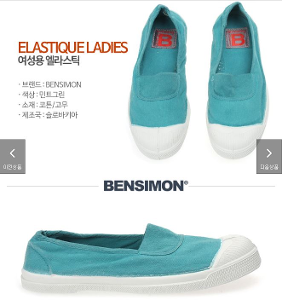 ELASTIQUE LADIES
여성용 엘라스틱
· 브랜드 : BENSIMON
· 색상 : 민트그린
· 소재 : 코튼/고무
· 제조국 : 슬로바키아
이전상품
다음상품
BENSIMON®